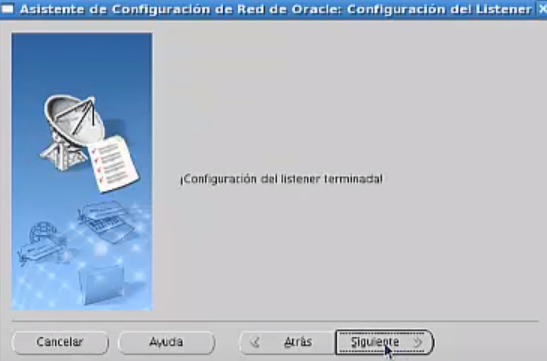 Asistente de Configuración de Red de Oracle: Configuración del Listener
¡Configuración del listener terminada!
Cancelar
Ayuda
Atrás
Siguiente